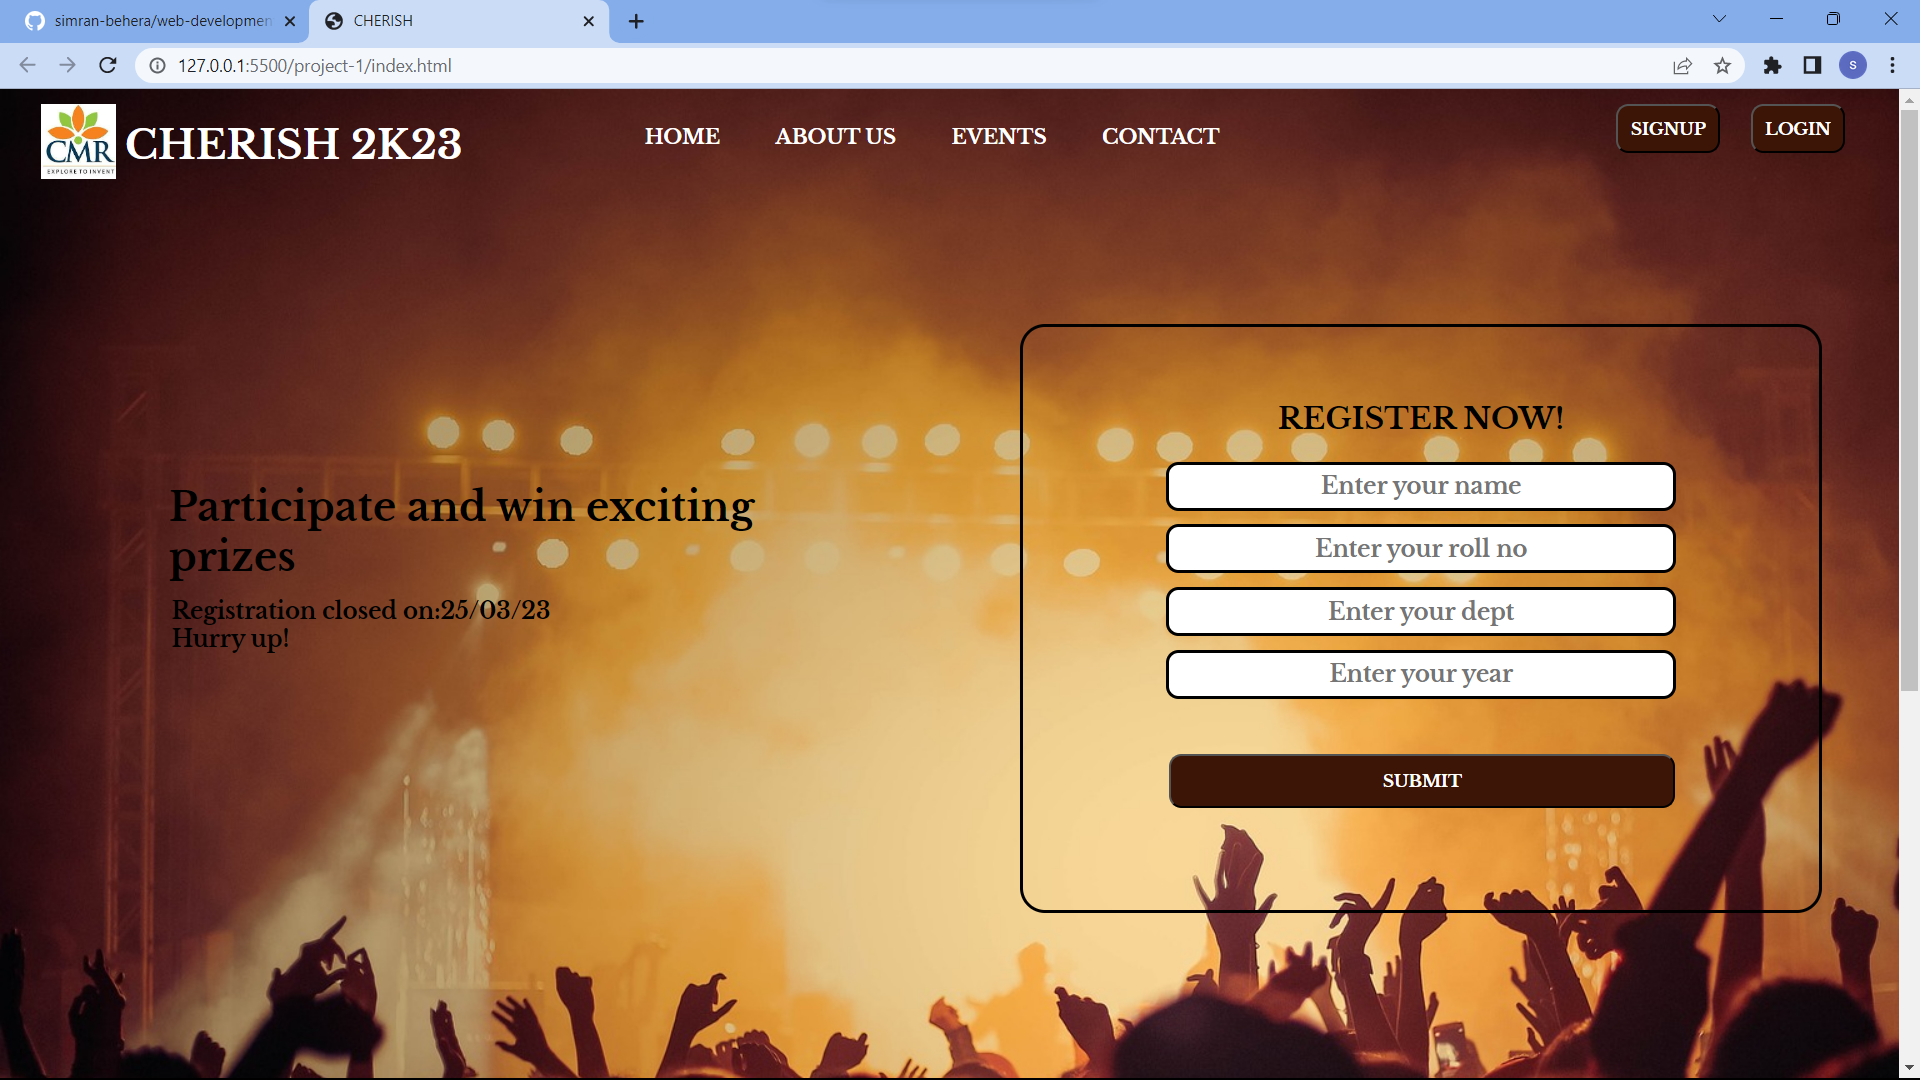 simran-behera/web-developmen
CHERISH
127.0.0.1:5500/project-1/index.html
S
CMR
EXPLORE TO INVENT
CHERISH 2K23
HOME
ABOUT US
EVENTS
CONTACT
SIGNUP
LOGIN
Participate and win exciting
prizes
Registration closed on:25/03/23
Hurry up!
REGISTER NOW!
Enter your name
Enter your roll no
Enter your dept
Enter your year
SUBMIT